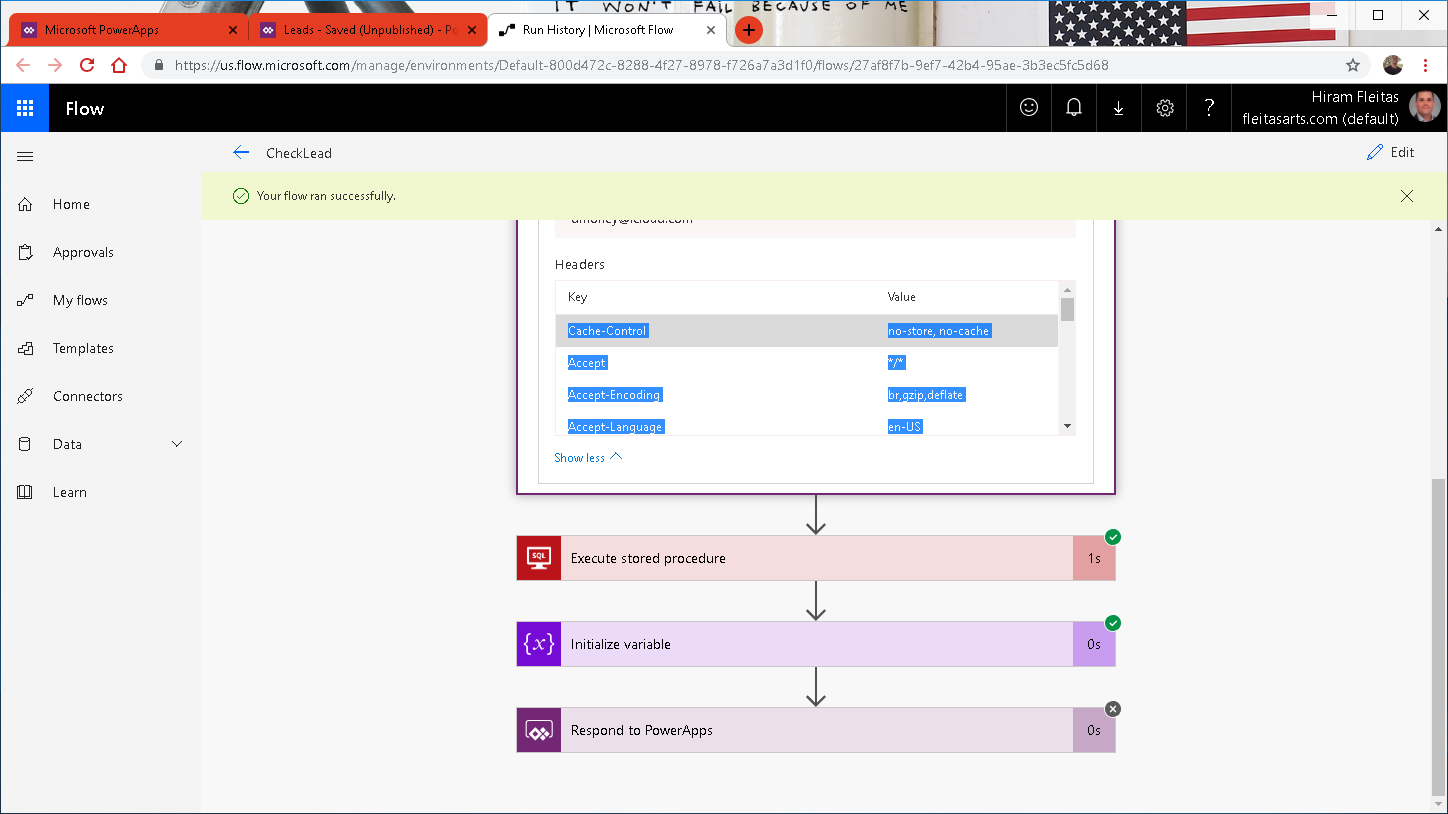 IT WON'T FAIL BECAUSE OF ME
Microsoft PowerApps
Leads - Saved (Unpublished) - Po
Run History | Microsoft Flow
https://us.flow.microsoft.com/manage/environments/Default-800d472c-8288-4f27-8978-f726a7a3d1f0/flows/27af8f7b-9ef7-42b4-95ae-3b3ec5fc5d68
Flow
?
Hiram Fleitas
fleitasarts.com (default)
CheckLead
Edit
Your flow ran successfully.
Home
Approvals
My flows
Templates
Connectors
Data
Learn
Headers
Key Value
Cache-Control no-store, no-cache
Accept */*
Accept-Encoding br,gzip,deflate
Accept-Language en-US
Show less
SQL
Execute stored procedure
1s
{x}
Initialize variable
0s
Respond to PowerApps
0s